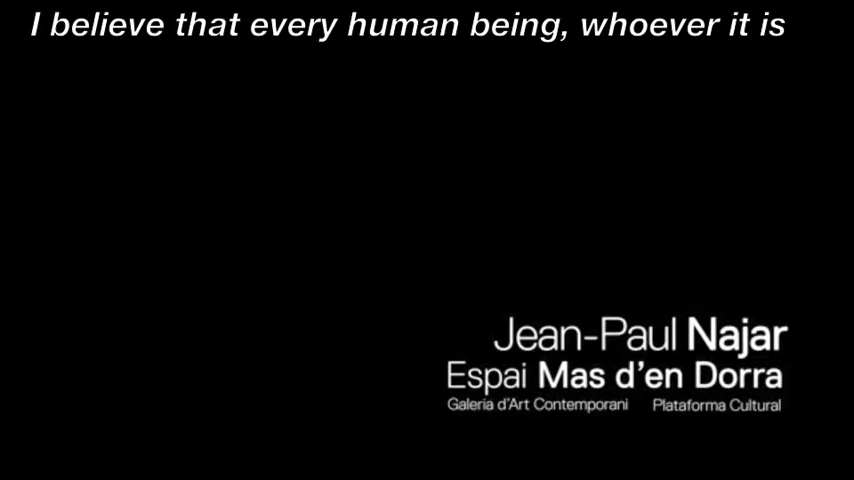 I believe that every human being, whoever it is
Jean-Paul Najar
Espai Mas d'en Dorra
Galeria d'Art Contemporani Plataforma Cultural